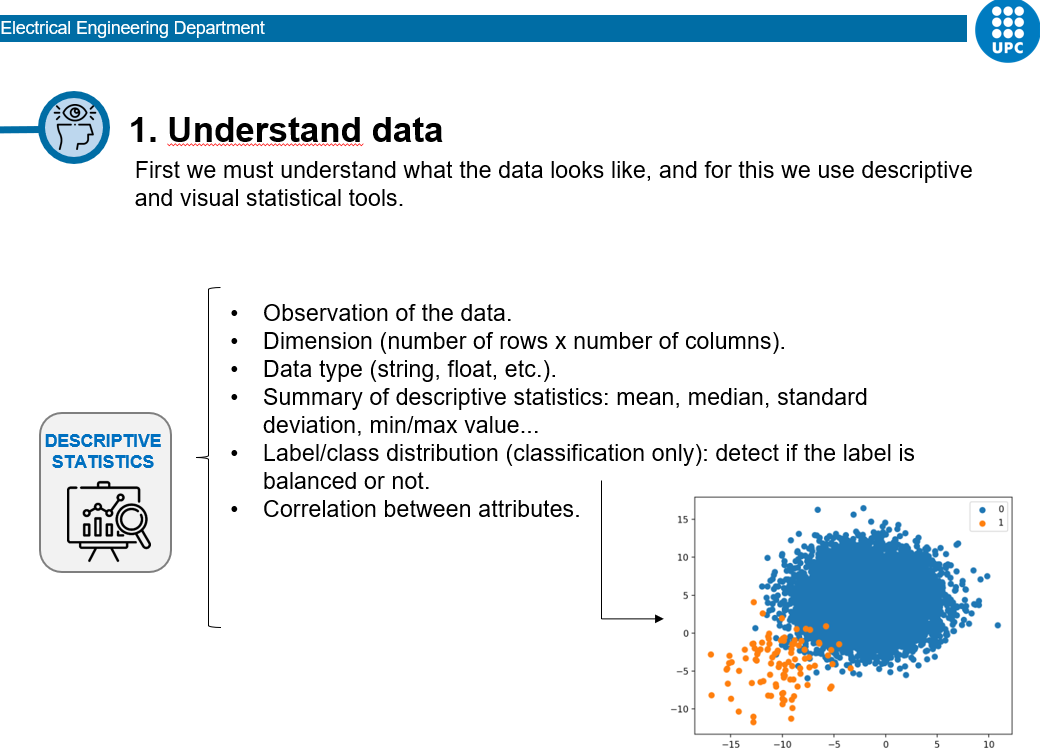 Electrical Engineering Department
UPC
1. Understand data
First we must understand what the data looks like, and for this we use descriptive
and visual statistical tools.
• Observation of the data.
• Dimension (number of rows x number of columns).
• Data type (string, float, etc.).
• Summary of descriptive statistics: mean, median, standard
deviation, min/max value...
• Label/class distribution (classification only): detect if the label is
balanced or not.
• Correlation between attributes.
DESCRIPTIVE
STATISTICS
0
1
15
10
5
0
−5
−10
−15 −10 −5 0 5 10